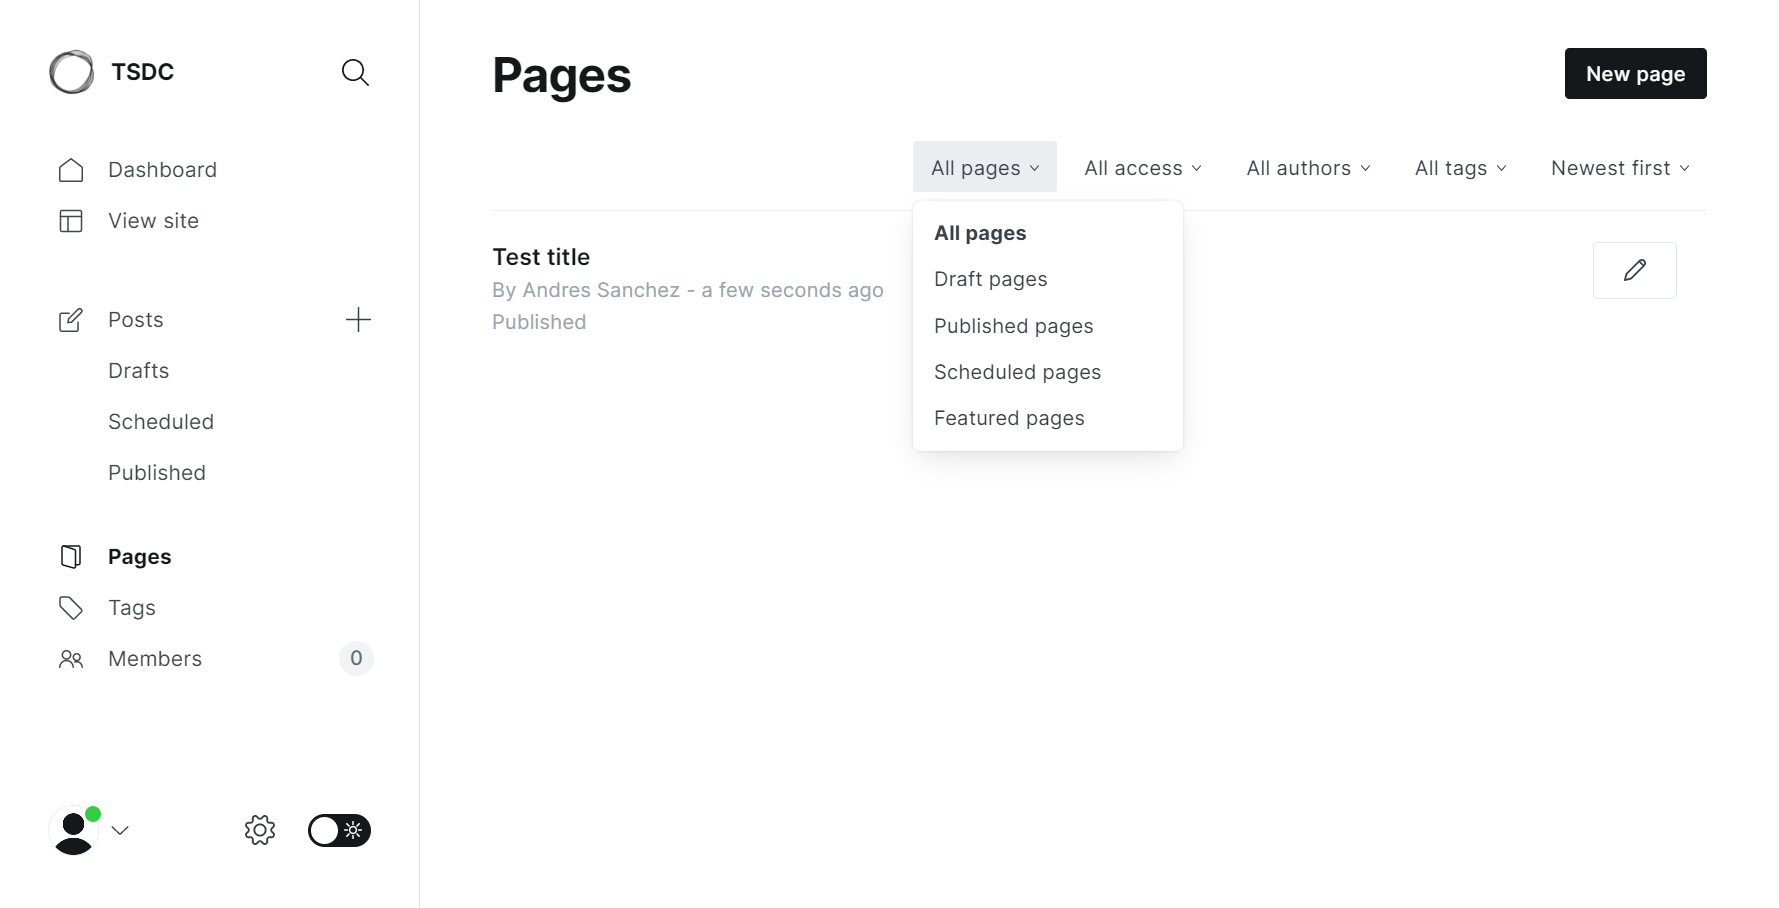 TSDC
Dashboard
View site
Posts
Drafts
Scheduled
Published
Pages
Tags
Members 0
Pages
New page
All pages All access All authors All tags Newest first
All pages
Draft pages
Published pages
Scheduled pages
Featured pages
Test title
By Andres Sanchez - a few seconds ago
Published